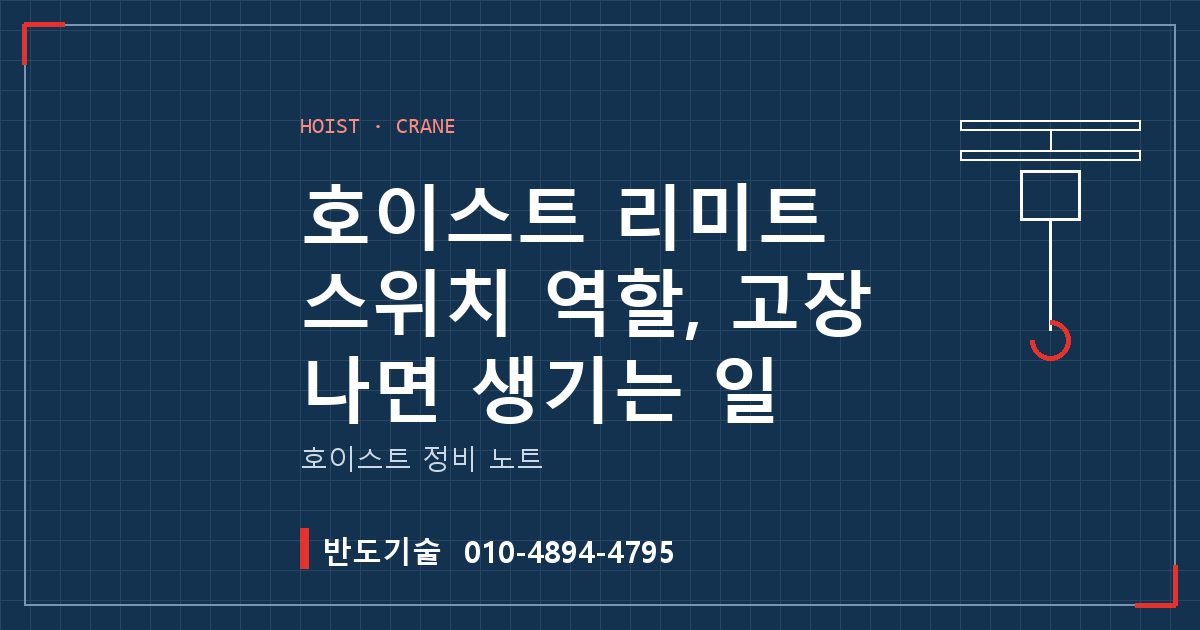 HOIST · CRANE
호이스트 리미트
스위치 역할, 고장
나면 생기는 일
호이스트 정비 노트
반도기술 010-4894-4795